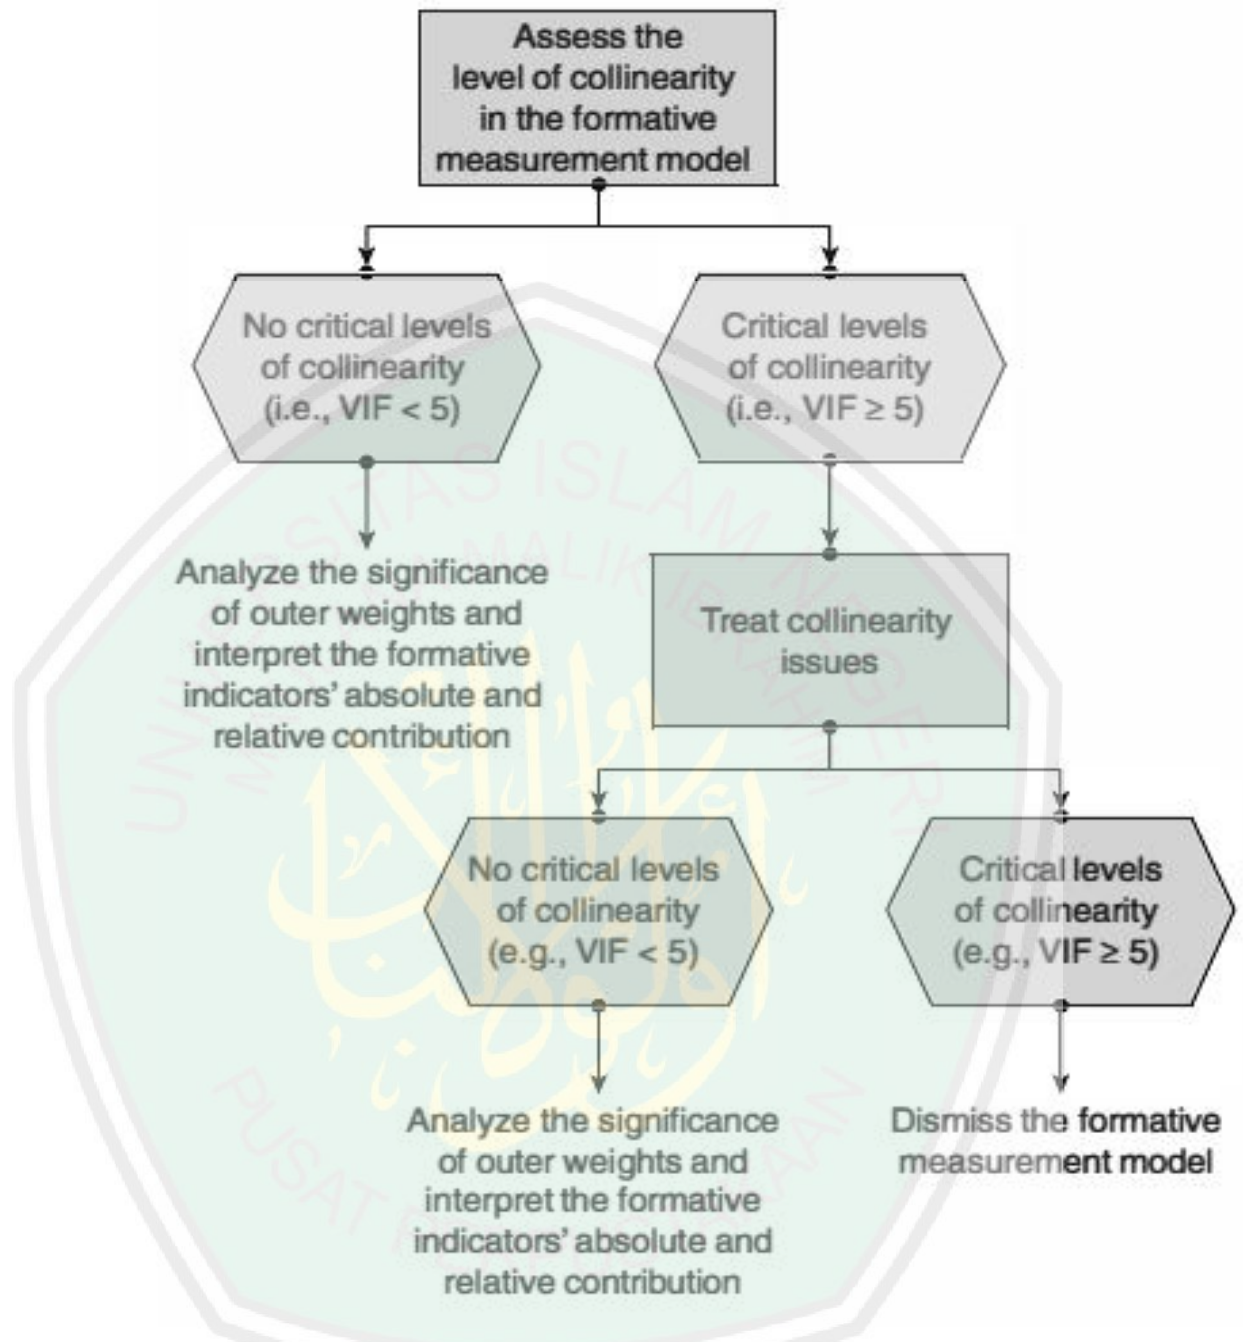 Assess the
level of collinearity
in the formative
measurement model
No critical levels
of collinearity
(i.e., VIF < 5)
Critical levels
of collinearity
(i.e., VIF ≥ 5)
Analyze the significance
of outer weights and
interpret the formative
indicators’ absolute and
relative contribution
Treat collinearity
issues
No critical levels
of collinearity
(e.g., VIF < 5)
Critical levels
of collinearity
(e.g., VIF ≥ 5)
Analyze the significance
of outer weights and
interpret the formative
indicators’ absolute and
relative contribution
Dismiss the formative
measurement model
ISLAM
MALIK
PUSAT